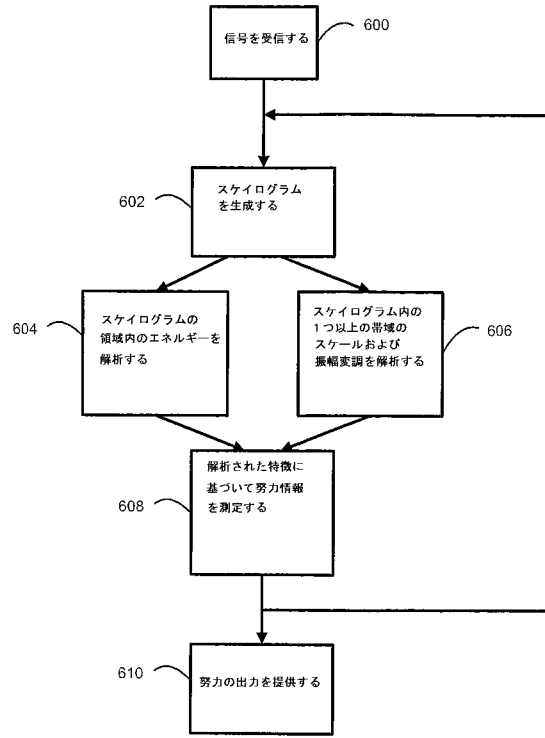 信号を受信する
600
スケイログラム
を生成する
602
スケイログラムの
領域内のエネルギーを
解析する
604
スケイログラム内の
1つ以上の帯域の
スケールおよび
振幅変調を解析する
606
解析された特徴に
基づいて努力情報
を測定する
608
努力の出力を提供する
610